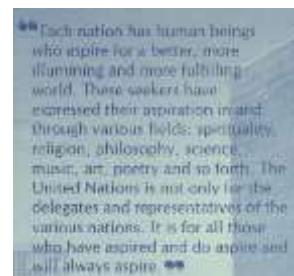 ❝Each nation has human beings
who aspire for a better, more
illumining and more fulfilling
world. These seekers have
expressed their aspiration in and
through various fields: spirituality,
religion, philosophy, science,
music, art, poetry and so forth. The
United Nations is not only for the
delegates and representatives of the
various nations. It is for all those
who have aspired and do aspire and
will always aspire.❞